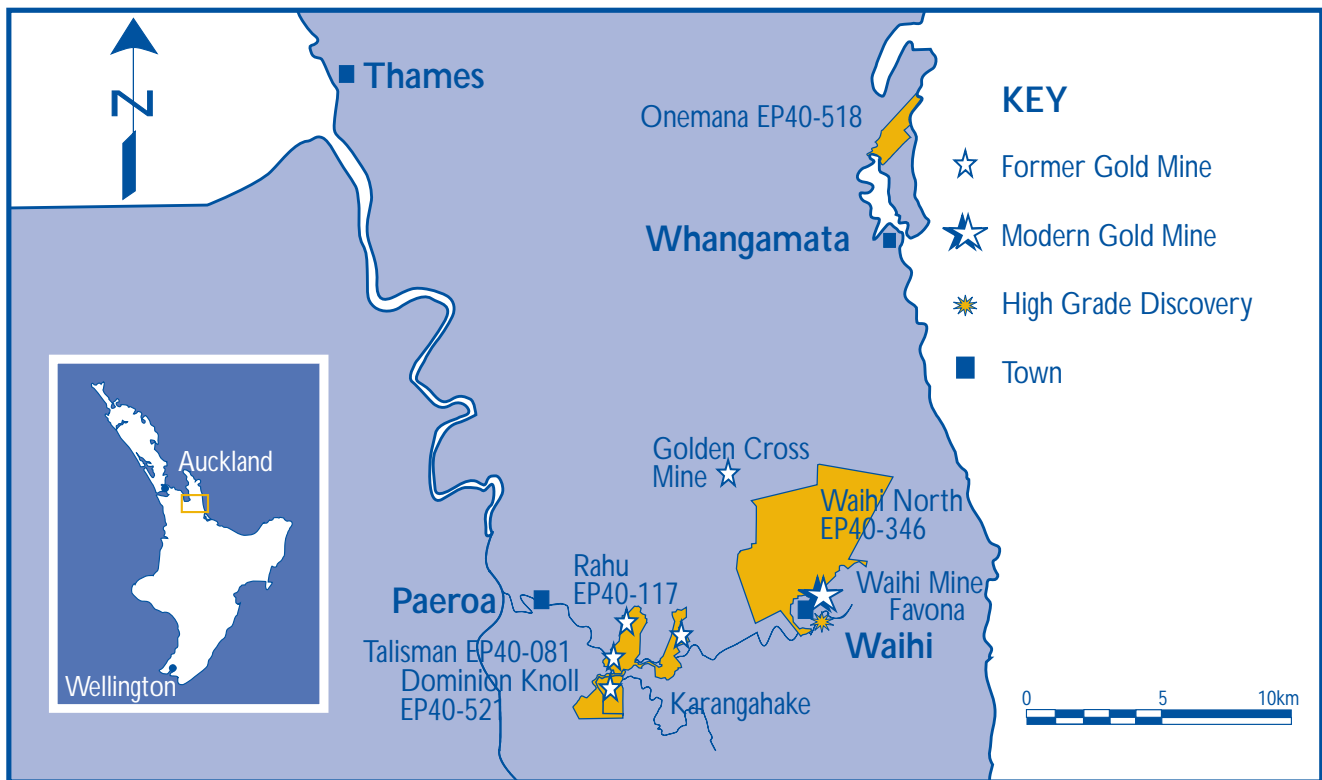 N
Thames
Onemana EP40-518
Whangamata
KEY
Former Gold Mine
Modern Gold Mine
High Grade Discovery
Town
Auckland
Wellington
Golden Cross
Mine
Waihi North
EP40-346
Rahu
EP40-117
Paeroa
Waihi Mine
Favona
Waihi
Talisman EP40-081
Dominion Knoll
EP40-521
Karangahake
0 5 10km